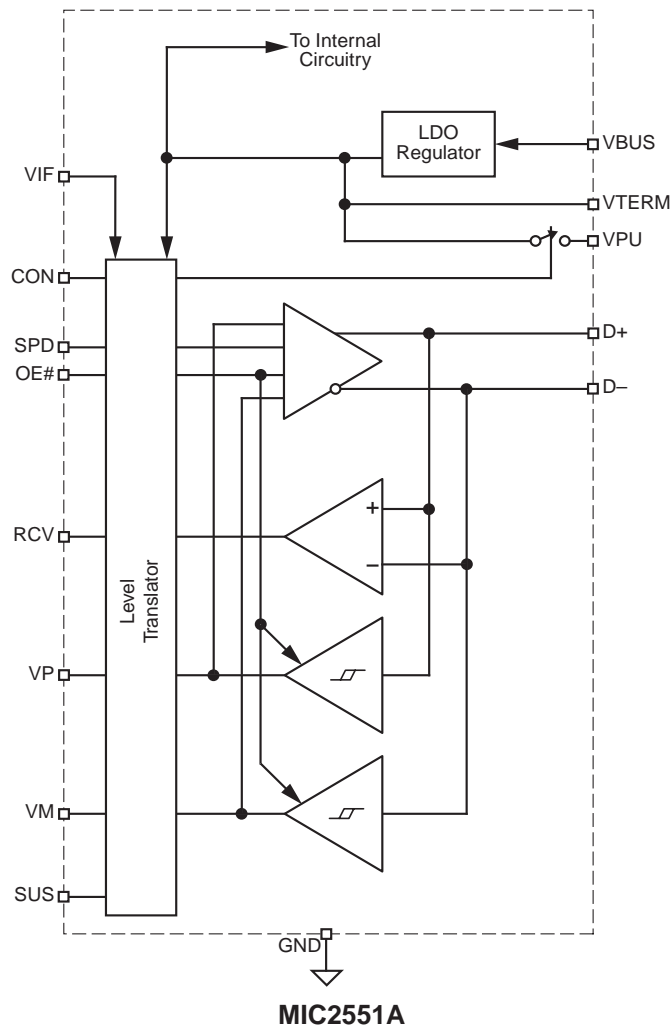 To Internal
Circuitry
LDO
Regulator
VBUS
VIF
VTERM
VPU
CON
SPD
D+
OE#
D–
+
RCV
–
Level
Translator
VP
VM
SUS
GND
MIC2551A